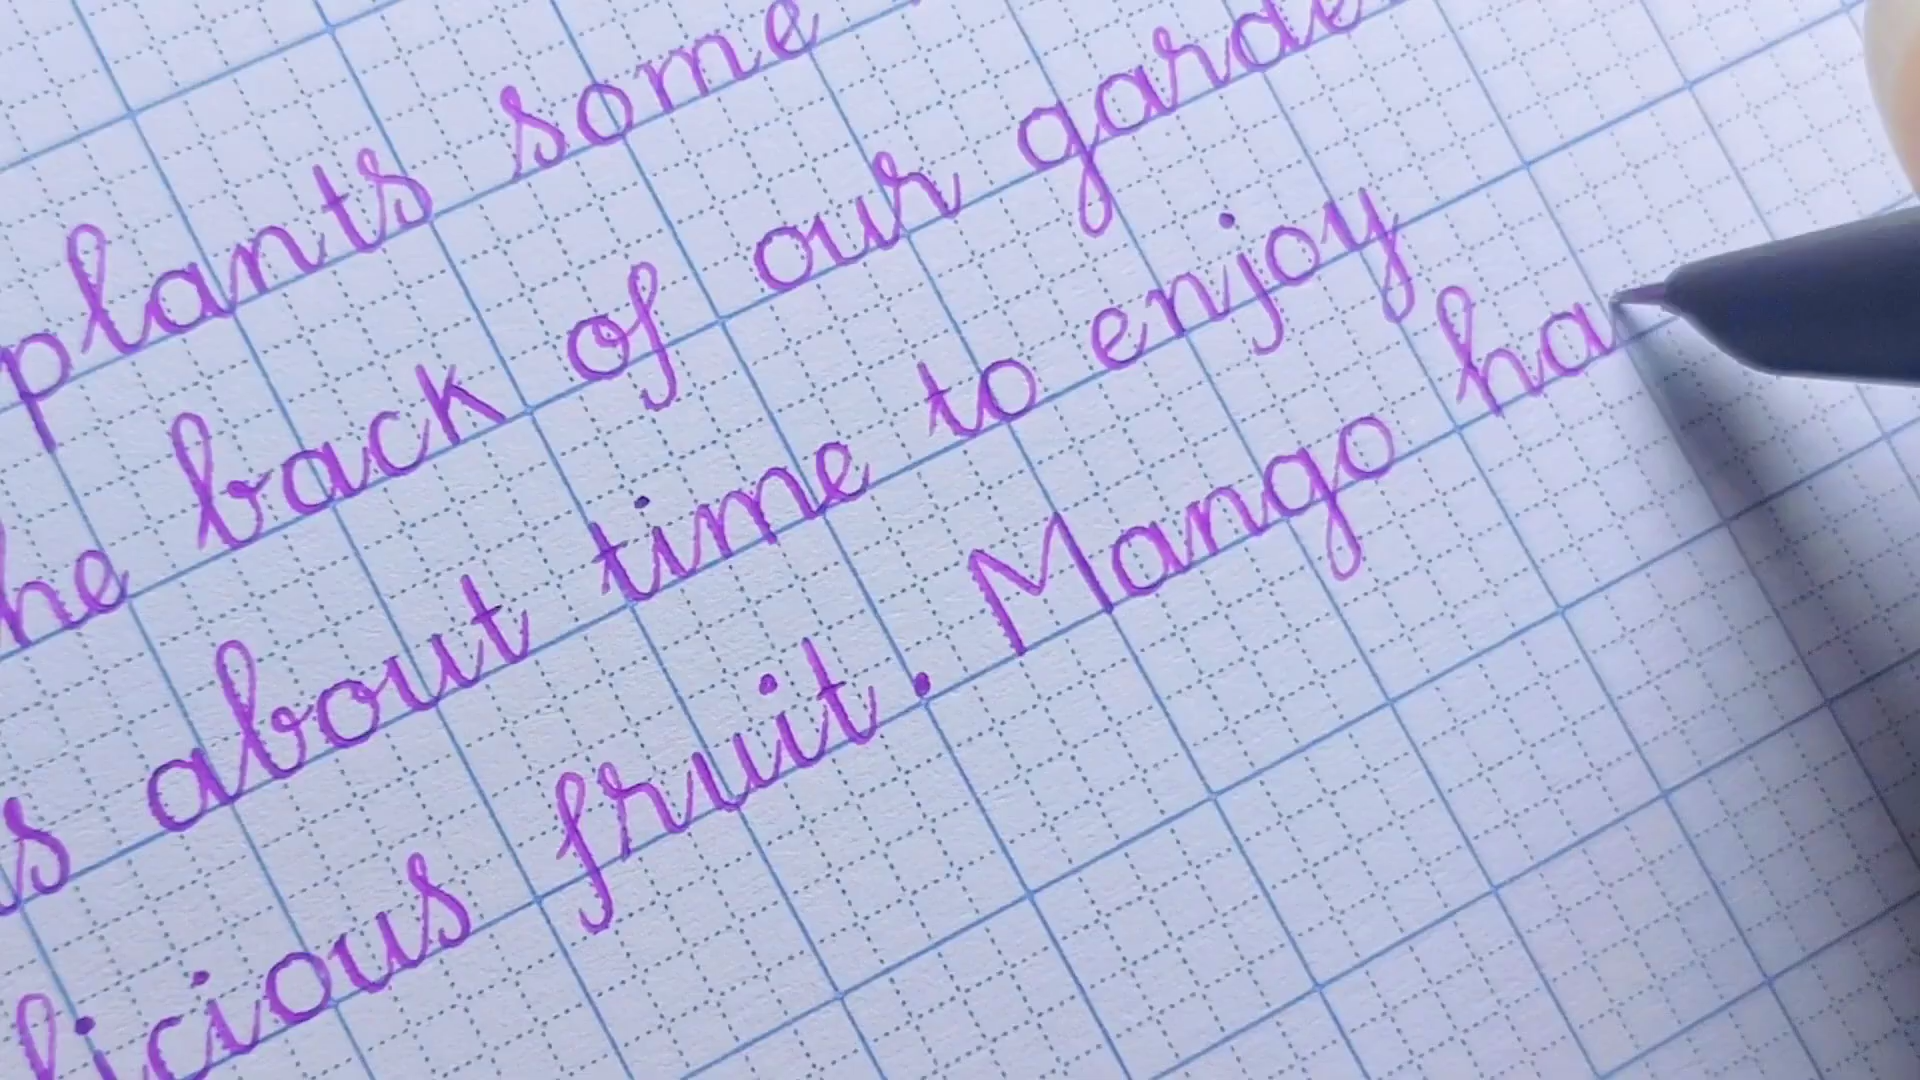 plants some
he back of our garde
s about time to enjoy
licious fruit. Mango ha